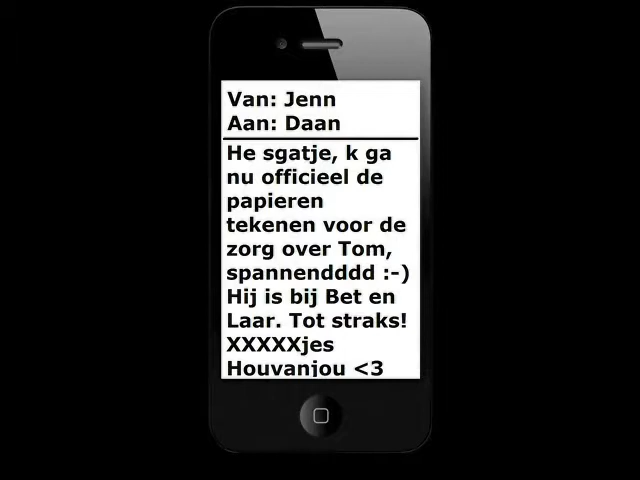 Van: Jenn
Aan: Daan
He sgatje, k ga
nu officieel de
papieren
tekenen voor de
zorg over Tom,
spannendddd :-)
Hij is bij Bet en
Laar. Tot straks!
XXXXXjes
Houvanjou <3